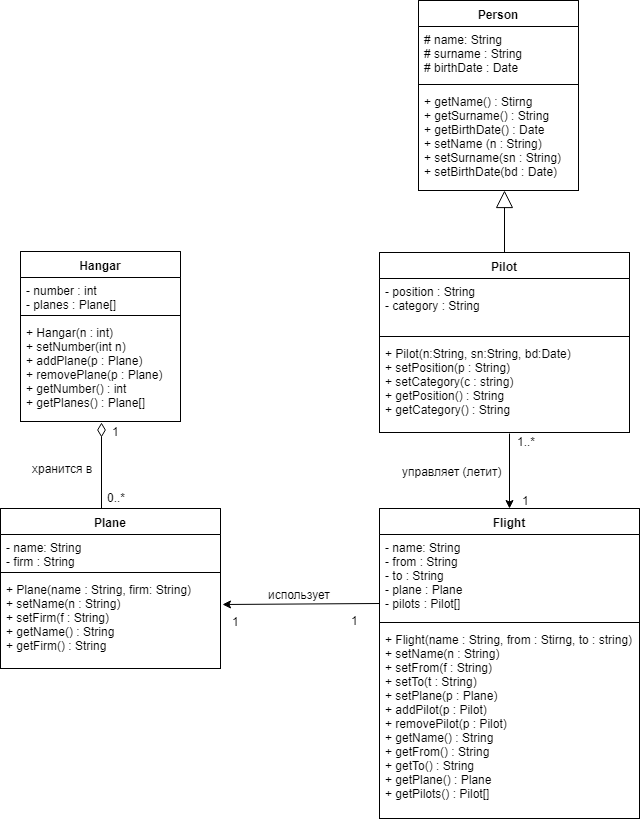 Person
# name: String
# surname : String
# birthDate : Date
+ getName() : Stirng
+ getSurname() : String
+ getBirthDate() : Date
+ setName (n : String)
+ setSurname(sn : String)
+ setBirthDate(bd : Date)
Hangar
- number : int
- planes : Plane[]
+ Hangar(n : int)
+ setNumber(int n)
+ addPlane(p : Plane)
+ removePlane(p : Plane)
+ getNumber() : int
+ getPlanes() : Plane[]
Pilot
- position : String
- category : String
+ Pilot(n:String, sn:String, bd:Date)
+ setPosition(p : String)
+ setCategory(c : string)
+ getPosition() : String
+ getCategory() : String
1
хранится в
0..*
1..*
управляет (летит)
1
Plane
- name: String
- firm : String
+ Plane(name : String, firm: String)
+ setName(n : String)
+ setFirm(f : String)
+ getName() : String
+ getFirm() : String
использует
1
1
Flight
- name: String
- from : String
- to : String
- plane : Plane
- pilots : Pilot[]
+ Flight(name : String, from : Stirng, to : string)
+ setName(n : String)
+ setFrom(f : String)
+ setTo(t : String)
+ setPlane(p : Plane)
+ addPilot(p : Pilot)
+ removePilot(p : Pilot)
+ getName() : String
+ getFrom() : String
+ getTo() : String
+ getPlane() : Plane
+ getPilots() : Pilot[]